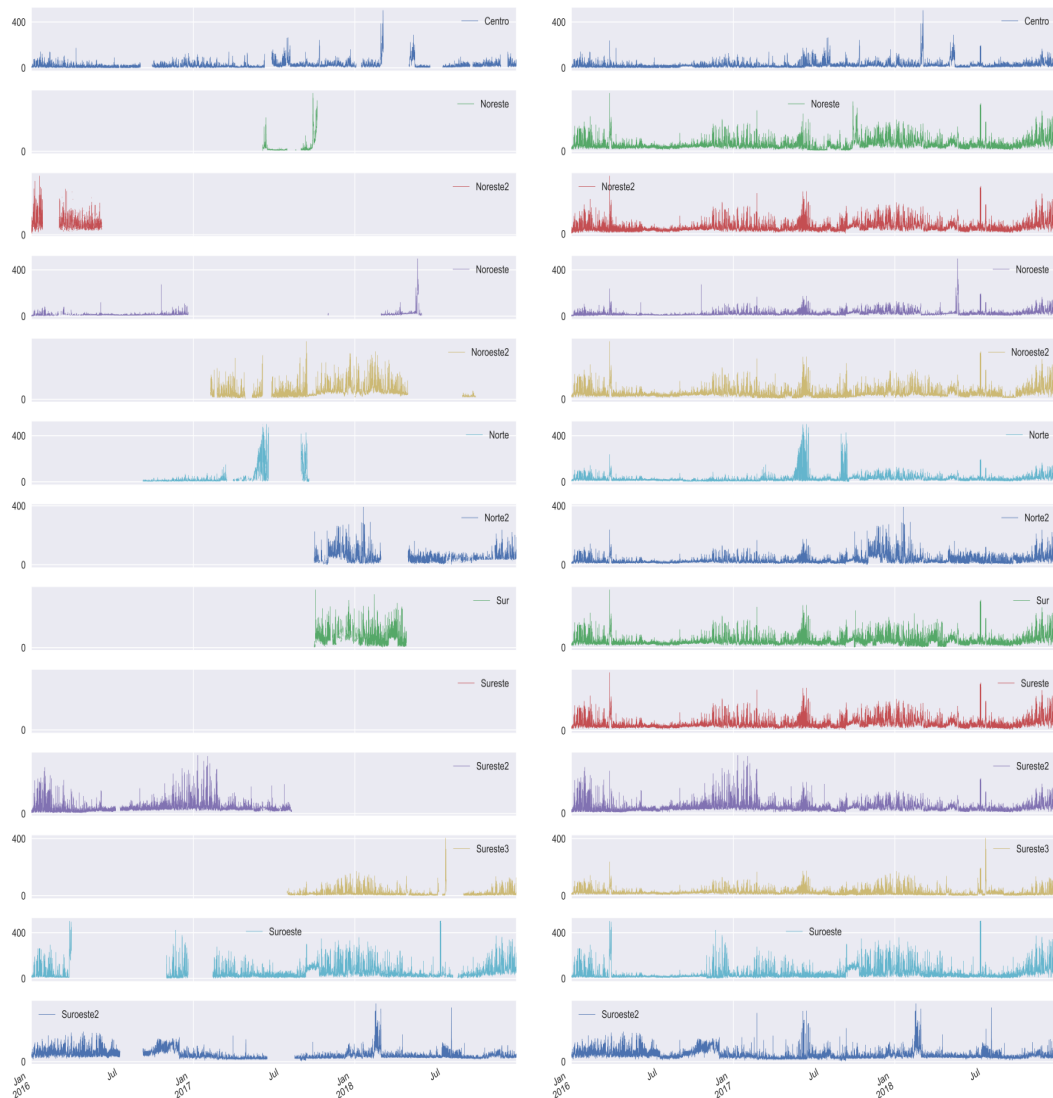 400
Centro
0
400
Centro
0
Noreste
0
Noreste
0
Noreste2
0
Noreste2
0
400
Noroeste
0
400
Noroeste
0
Noroeste2
0
Noroeste2
0
400
Norte
0
400
Norte
0
400
Norte2
0
400
Norte2
0
Sur
0
Sur
0
Sureste
0
Sureste
0
Sureste2
0
Sureste2
0
400
Sureste3
0
400
Sureste3
0
400
Suroeste
0
400
Suroeste
0
Suroeste2
0
Suroeste2
0
Jan
2016
Jul
Jan
2017
Jul
Jan
2018
Jul
Jan
2016
Jul
Jan
2017
Jul
Jan
2018
Jul